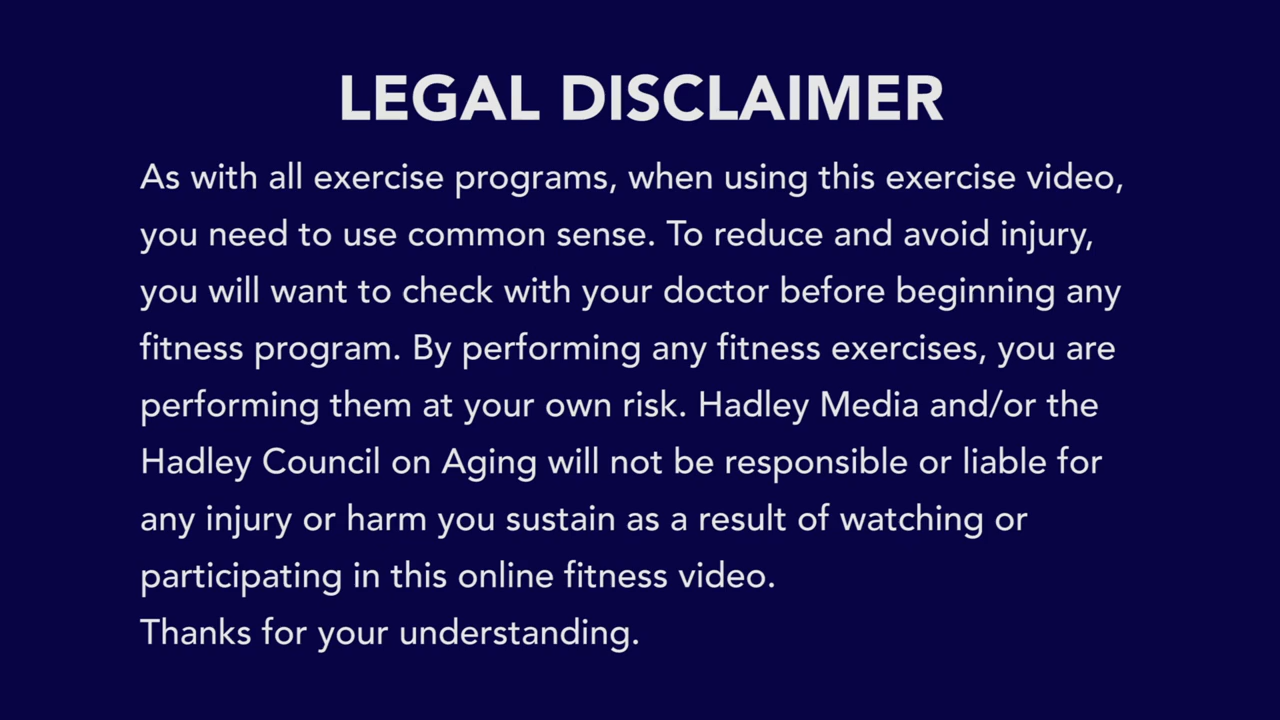 LEGAL DISCLAIMER
As with all exercise programs, when using this exercise video,
you need to use common sense. To reduce and avoid injury,
you will want to check with your doctor before beginning any
fitness program. By performing any fitness exercises, you are
performing them at your own risk. Hadley Media and/or the
Hadley Council on Aging will not be responsible or liable for
any injury or harm you sustain as a result of watching or
participating in this online fitness video.
Thanks for your understanding.